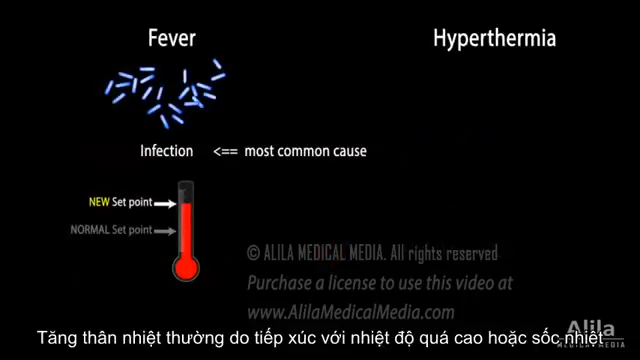 Fever
Hyperthermia
Infection <== most common cause
NEW Set point
NORMAL Set point
© ALILA MEDICAL MEDIA. All rights reserved
Purchase a license to use this video at
www.AlilaMedicalMedia.com
Alila
MEDICAL MEDIA
Tăng thân nhiệt thường do tiếp xúc với nhiệt độ quá cao hoặc sốc nhiệt